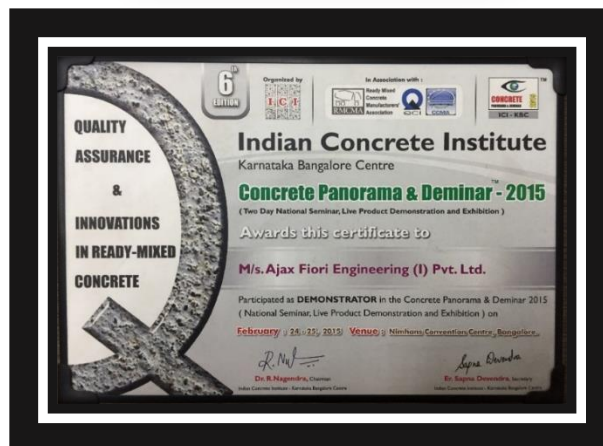 QUALITY
ASSURANCE
&
INNOVATIONS
IN READY-MIXED
CONCRETE
6th
EDITION
Organised by
I C I
In Association with :
RMCMA
Ready Mixed
Concrete
Manufacturers'
Association
QCI
CONCRETE
ICI - KBC
TM
Indian Concrete Institute
Karnataka Bangalore Centre
Concrete Panorama & Deminar™ - 2015
( Two Day National Seminar, Live Product Demonstration and Exhibition )
Awards this certificate to
M/s. Ajax Fiori Engineering (I) Pvt. Ltd.
Participated as DEMONSTRATOR in the Concrete Panorama & Deminar 2015
( National Seminar, Live Product Demonstration and Exhibition ) on
February : 24 - 25, 2015 Venue : Nimhans Convention Centre, Bangalore.
Dr. R. Nagendra, Chairman
Indian Concrete Institute - Karnataka Bangalore Centre
Sapna Devendra
Er. Sapna Devendra, Secretary
Indian Concrete Institute - Karnataka Bangalore Centre